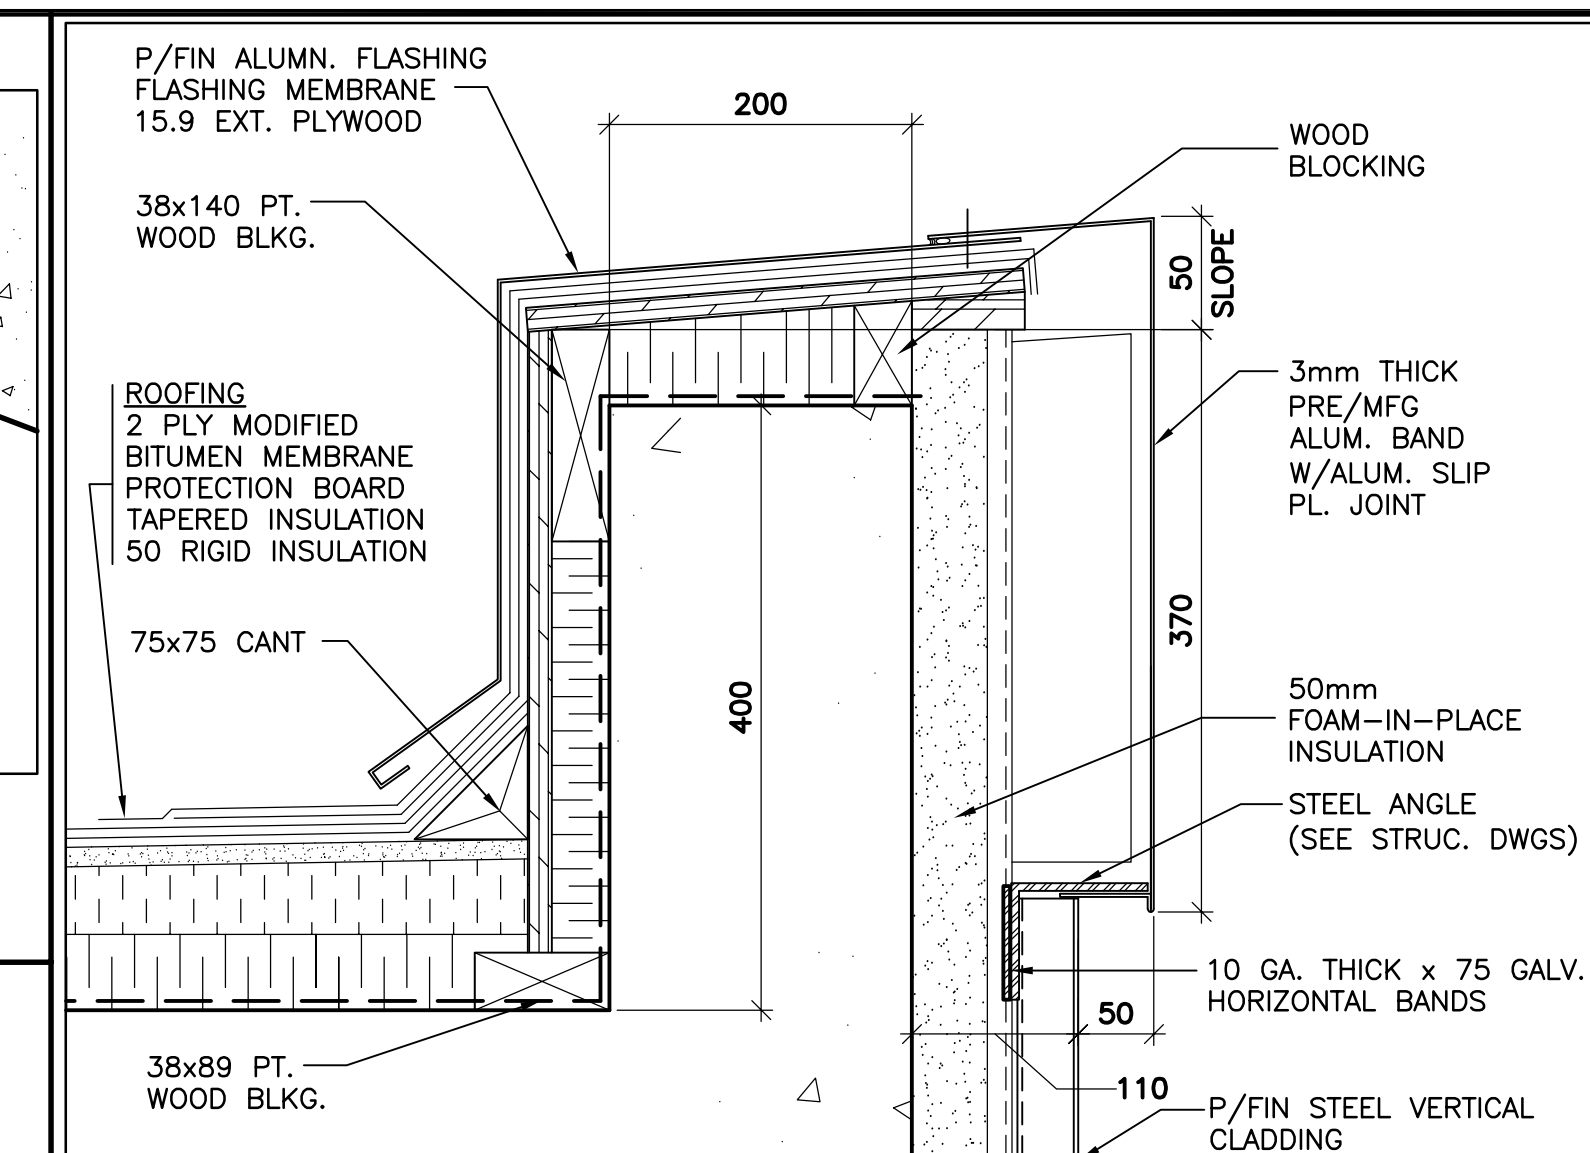 P/FIN ALUMN. FLASHING
FLASHING MEMBRANE
15.9 EXT. PLYWOOD
200
WOOD
BLOCKING
38x140 PT.
WOOD BLKG.
50
SLOPE
ROOFING
2 PLY MODIFIED
BITUMEN MEMBRANE
PROTECTION BOARD
TAPERED INSULATION
50 RIGID INSULATION
3mm THICK
PRE/MFG
ALUM. BAND
W/ALUM. SLIP
PL. JOINT
370
75x75 CANT
400
50mm
FOAM-IN-PLACE
INSULATION
STEEL ANGLE
(SEE STRUC. DWGS)
10 GA. THICK x 75 GALV.
HORIZONTAL BANDS
50
38x89 PT.
WOOD BLKG.
110
P/FIN STEEL VERTICAL
CLADDING